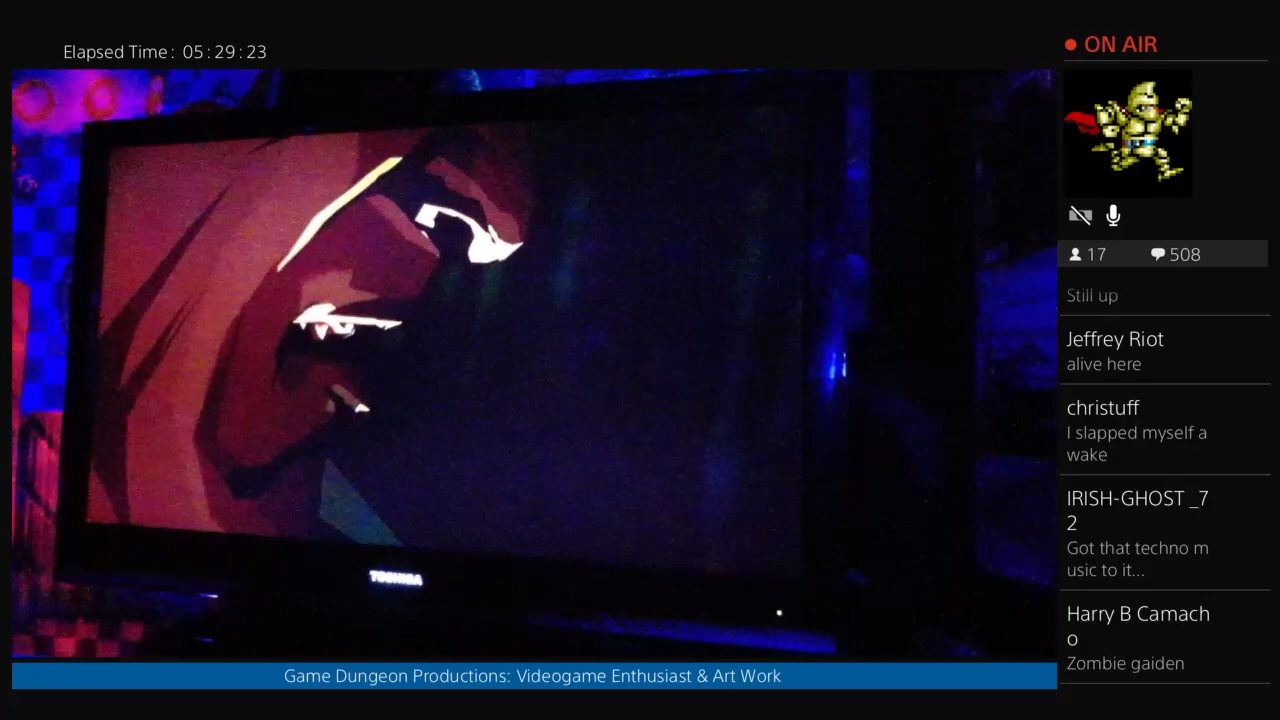 Elapsed Time: 05:29:23
ON AIR
17 508
Still up
Jeffrey Riot
alive here
christuff
I slapped myself a
wake
IRISH-GHOST _7
2
Got that techno m
usic to it...
Harry B Camach
o
Zombie gaiden
TOSHIBA
Game Dungeon Productions: Videogame Enthusiast & Art Work